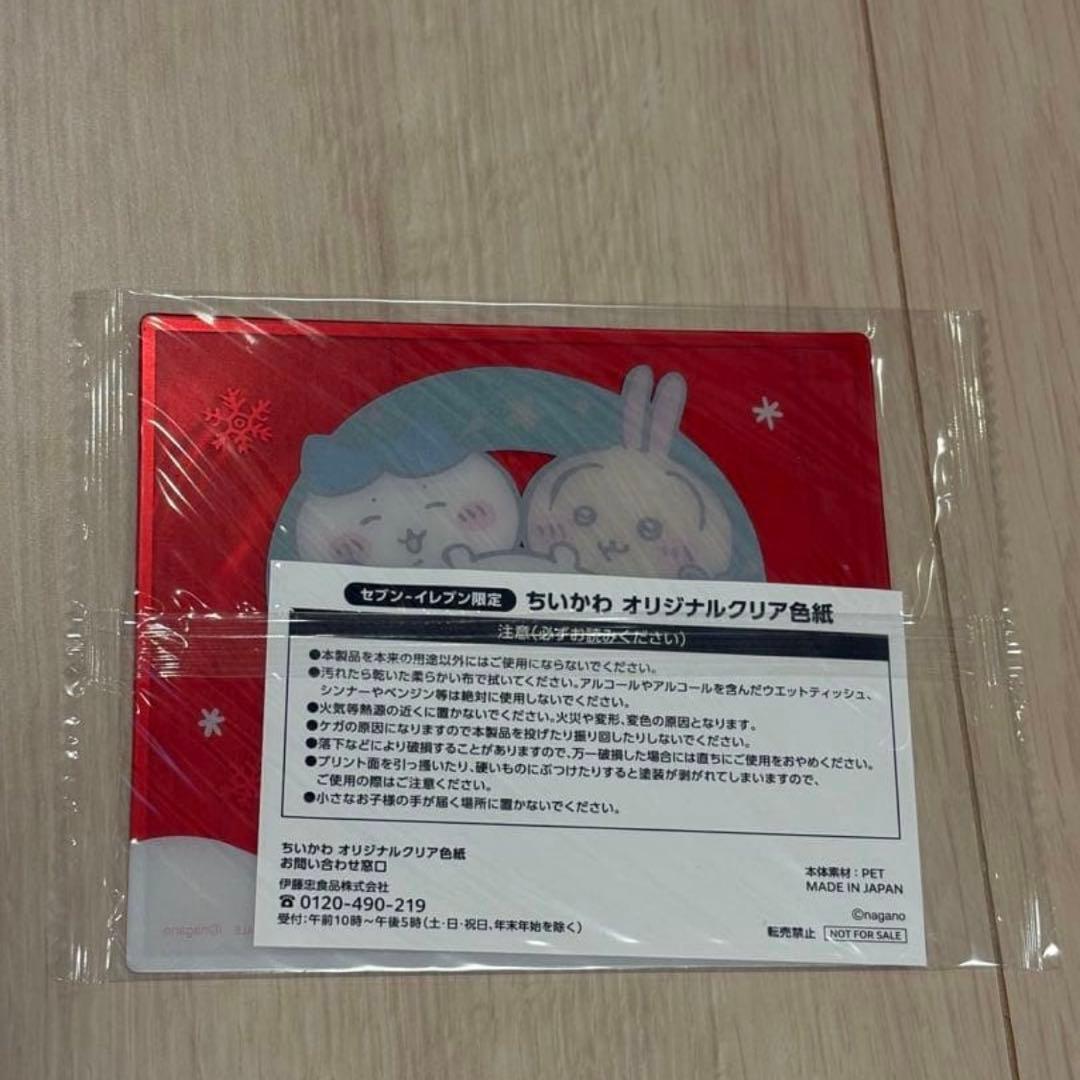 セブン-イレブン限定 ちいかわ オリジナルクリア色紙
注意(必ずお読みください)
●本製品を本来の用途以外にはご使用にならないでください。
●汚れたら乾いた柔らかい布で拭いてください。アルコールやアルコールを含んだウエットティッシュ、
シンナーやベンジン等は絶対に使用しないでください。
●火気等熱源の近くに置かないでください。火災や変形、変色の原因となります。
●ケガの原因になりますので本製品を投げたり振り回したりしないでください。
●落下などにより破損することがありますので、万一破損した場合には直ちにご使用をおやめください。
●プリント面を引っ掻いたり、硬いものにぶつけたりすると塗装が剥がれてしまいますので、
ご使用の際はご注意ください。
●小さなお子様の手が届く場所に置かないでください。
ちいかわ オリジナルクリア色紙
お問い合わせ窓口
伊藤忠食品株式会社
☎0120-490-219
受付:午前10時~午後5時(土・日・祝日、年末年始を除く)
本体素材:PET
MADE IN JAPAN
©nagano
転売禁止 NOT FOR SALE
©nagano